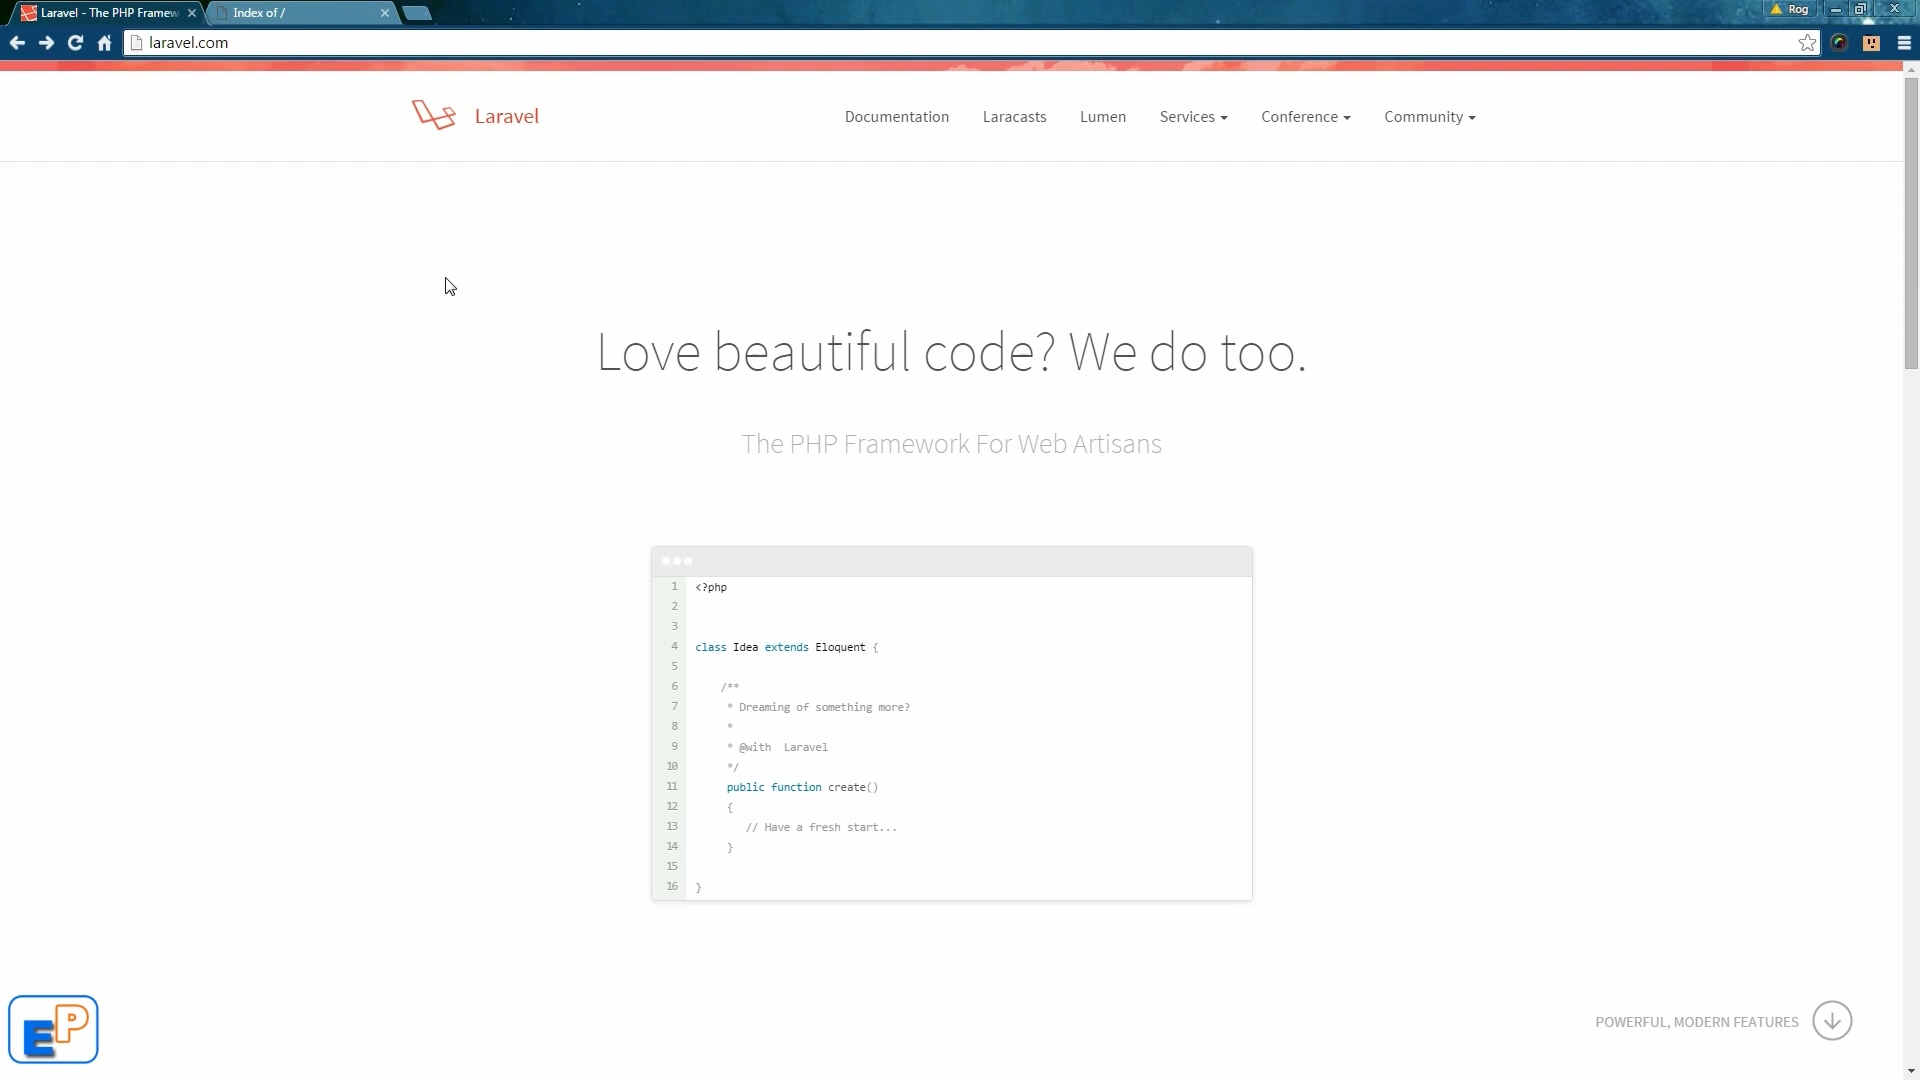 Laravel - The PHP Framew
Index of /
Rog
laravel.com
Laravel
Documentation
Laracasts
Lumen
Services
Conference
Community
Love beautiful code? We do too.
The PHP Framework For Web Artisans
1 <?php
2
3
4 class Idea extends Eloquent {
5
6 /**
7 * Dreaming of something more?
8 *
9 * @with  Laravel
10 */
11 public function create()
12 {
13 // Have a fresh start...
14 }
15
16 }
POWERFUL, MODERN FEATURES
EP